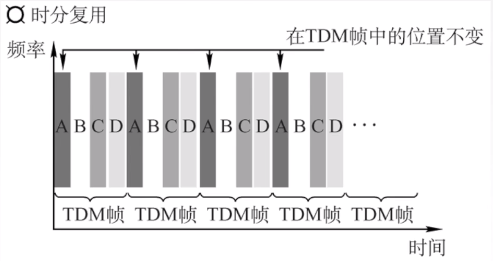 ¤ 时分复用
在TDM帧中的位置不变
频率
A B C D A B C D A B C D A B C D ···
TDM帧 TDM帧 TDM帧 TDM帧 TDM帧
时间